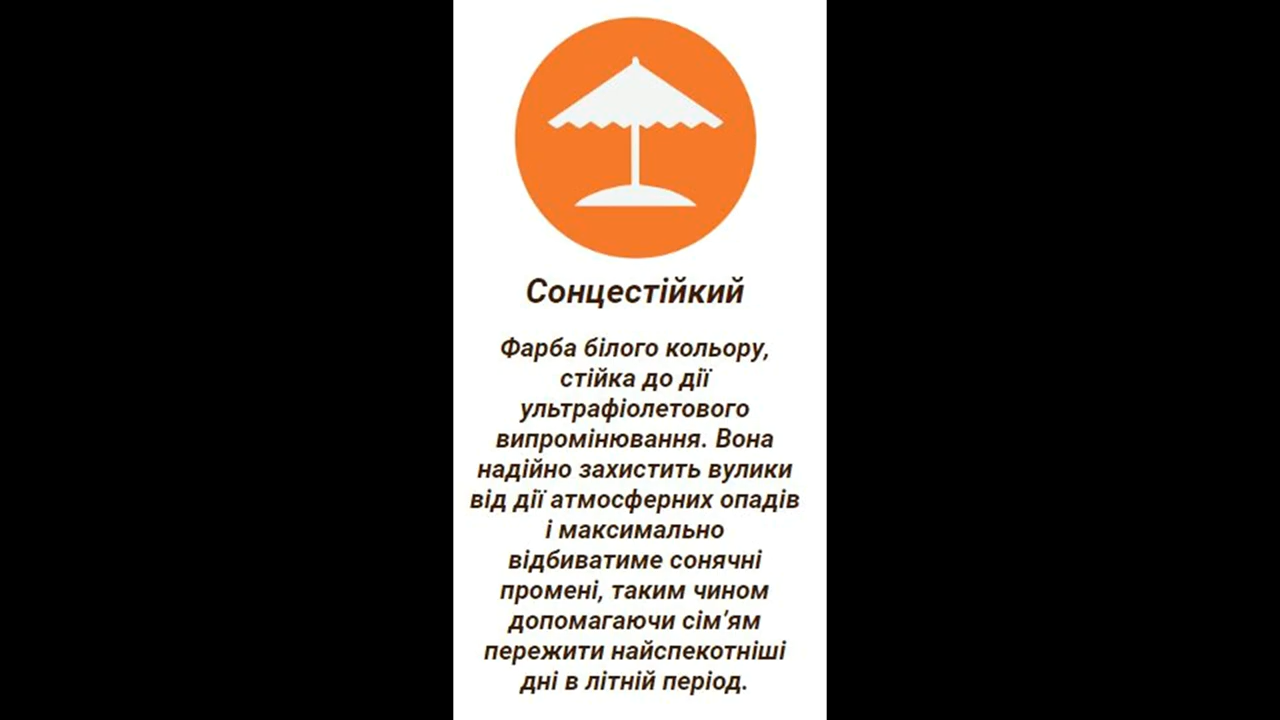 Сонцестійкий
Фарба білого кольору,
стійка до дії
ультрафіолетового
випромінювання. Вона
надійно захистить вулики
від дії атмосферних опадів
і максимально
відбиватиме сонячні
промені, таким чином
допомагаючи сім'ям
пережити найспекотніші
дні в літній період.